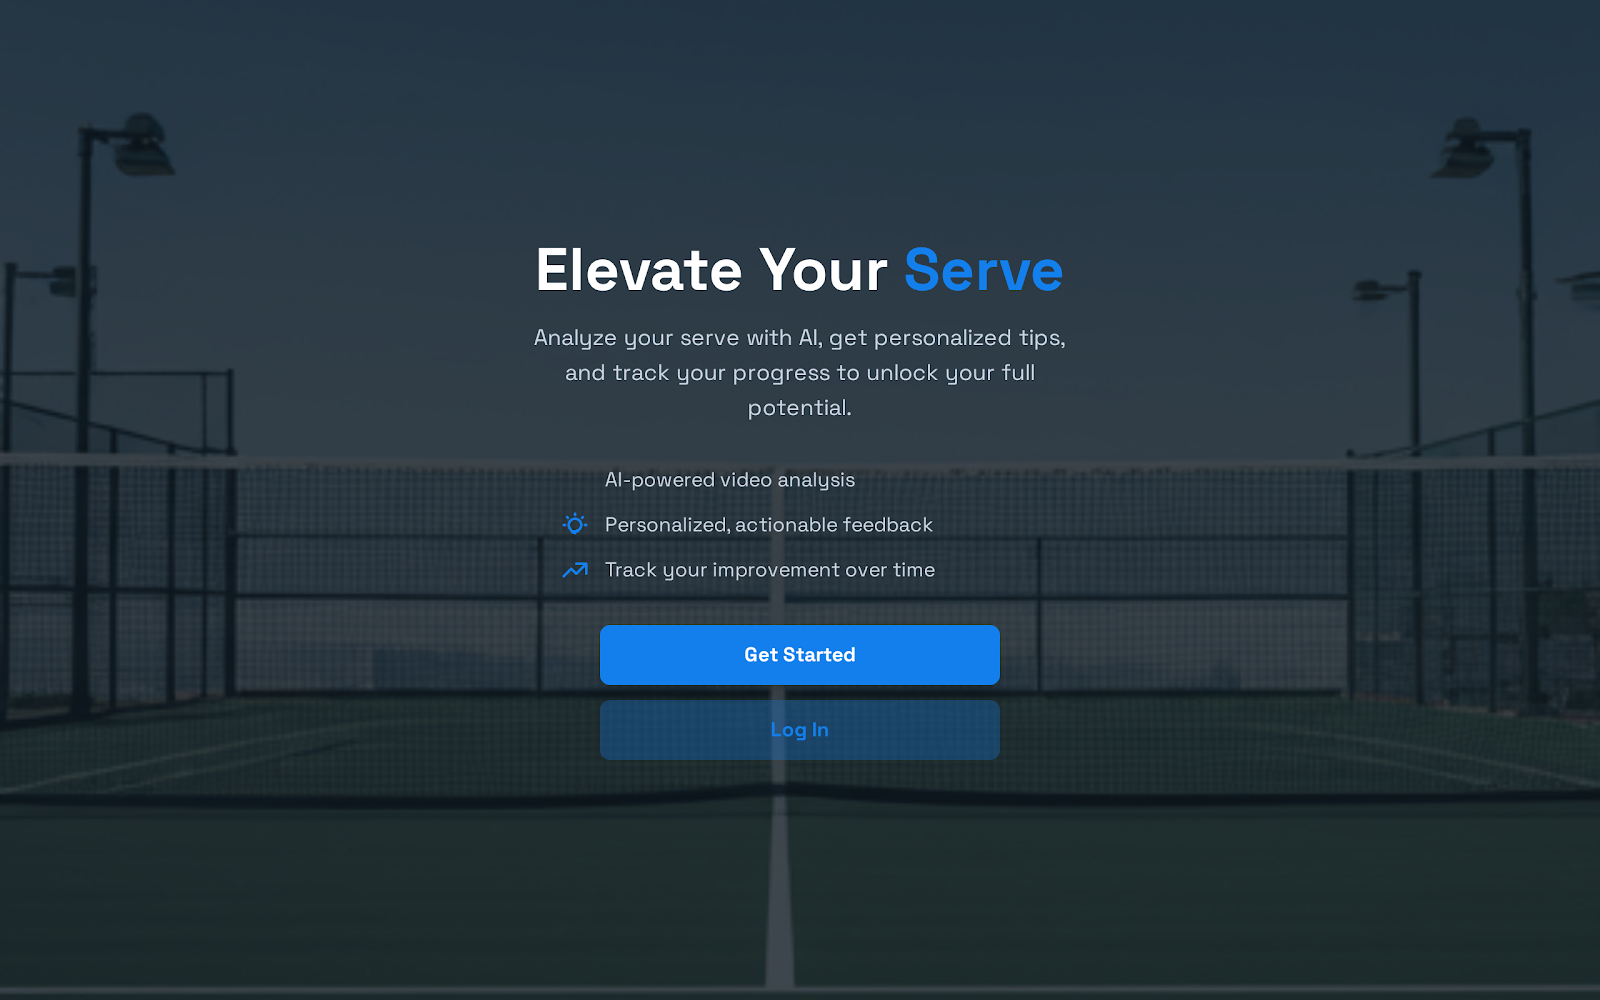 Elevate Your Serve
Analyze your serve with AI, get personalized tips,
and track your progress to unlock your full
potential.
AI-powered video analysis
Personalized, actionable feedback
Track your improvement over time
Get Started
Log In